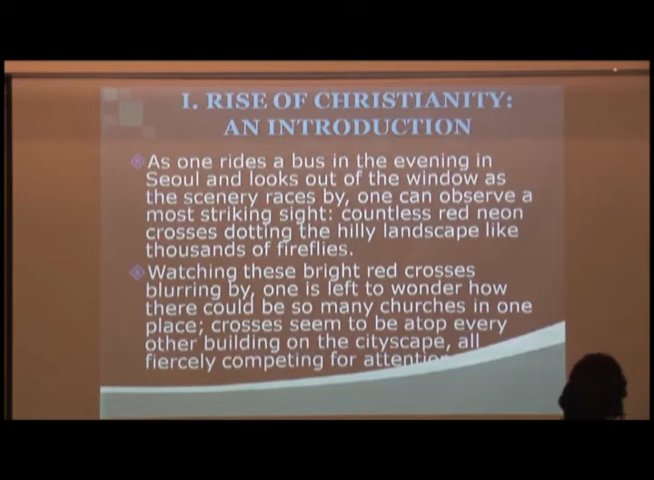 I. RISE OF CHRISTIANITY:
AN INTRODUCTION
As one rides a bus in the evening in
Seoul and looks out of the window as
the scenery races by, one can observe a
most striking sight: countless red neon
crosses dotting the hilly landscape like
thousands of fireflies.
Watching these bright red crosses
blurring by, one is left to wonder how
there could be so many churches in one
place; crosses seem to be atop every
other building on the cityscape, all
fiercely competing for attention